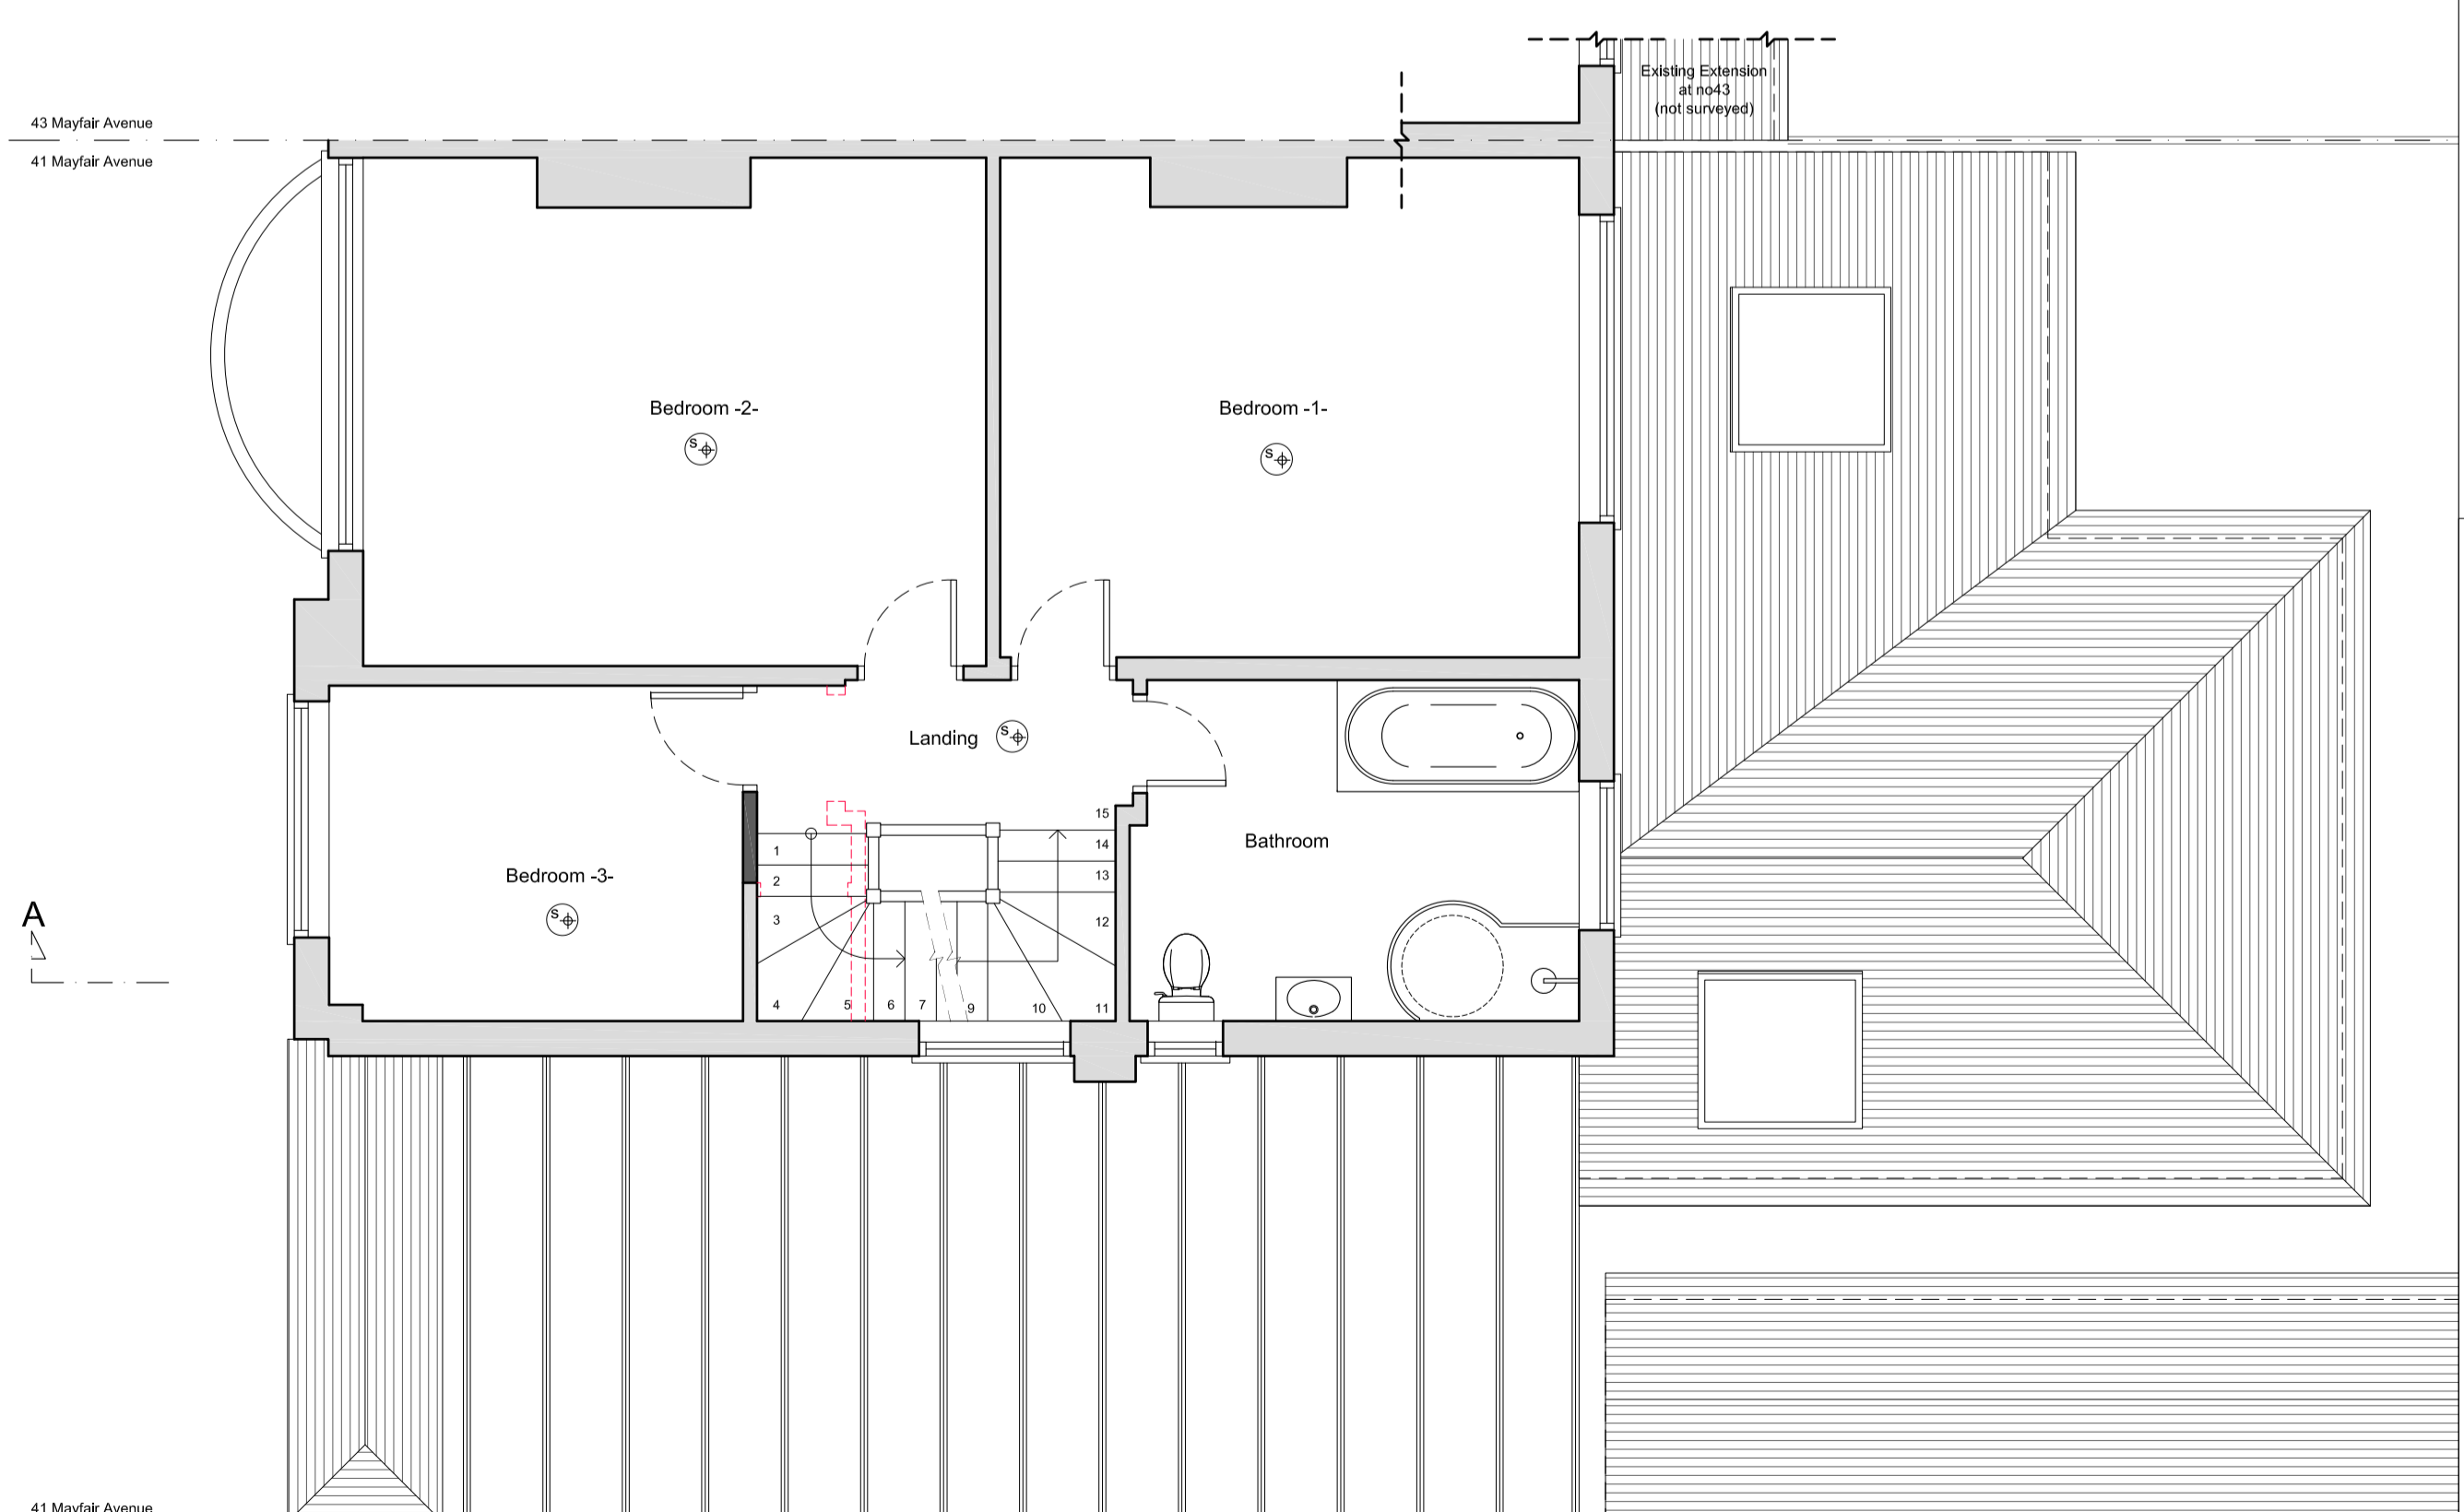 Existing Extension
at no43
(not surveyed)
43 Mayfair Avenue
41 Mayfair Avenue
Bedroom -2-
S
Bedroom -1-
S
Landing
S
Bathroom
Bedroom -3-
S
A
1
2
3
4
5
6
7
9
10
11
12
13
14
15
41 Mayfair Avenue